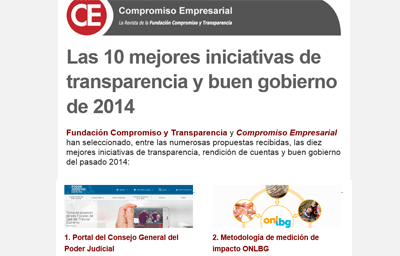 CE
Compromiso Empresarial
La Revista de la Fundación Compromiso y Transparencia
Las 10 mejores iniciativas de
transparencia y buen gobierno
de 2014
Fundación Compromiso y Transparencia y Compromiso Empresarial
han seleccionado, entre las numerosas propuestas recibidas, las diez
mejores iniciativas de transparencia, rendición de cuentas y buen gobierno
del pasado 2014:
onlbg
1. Portal del Consejo General del
Poder Judicial
2. Metodología de medición de
impacto ONLBG